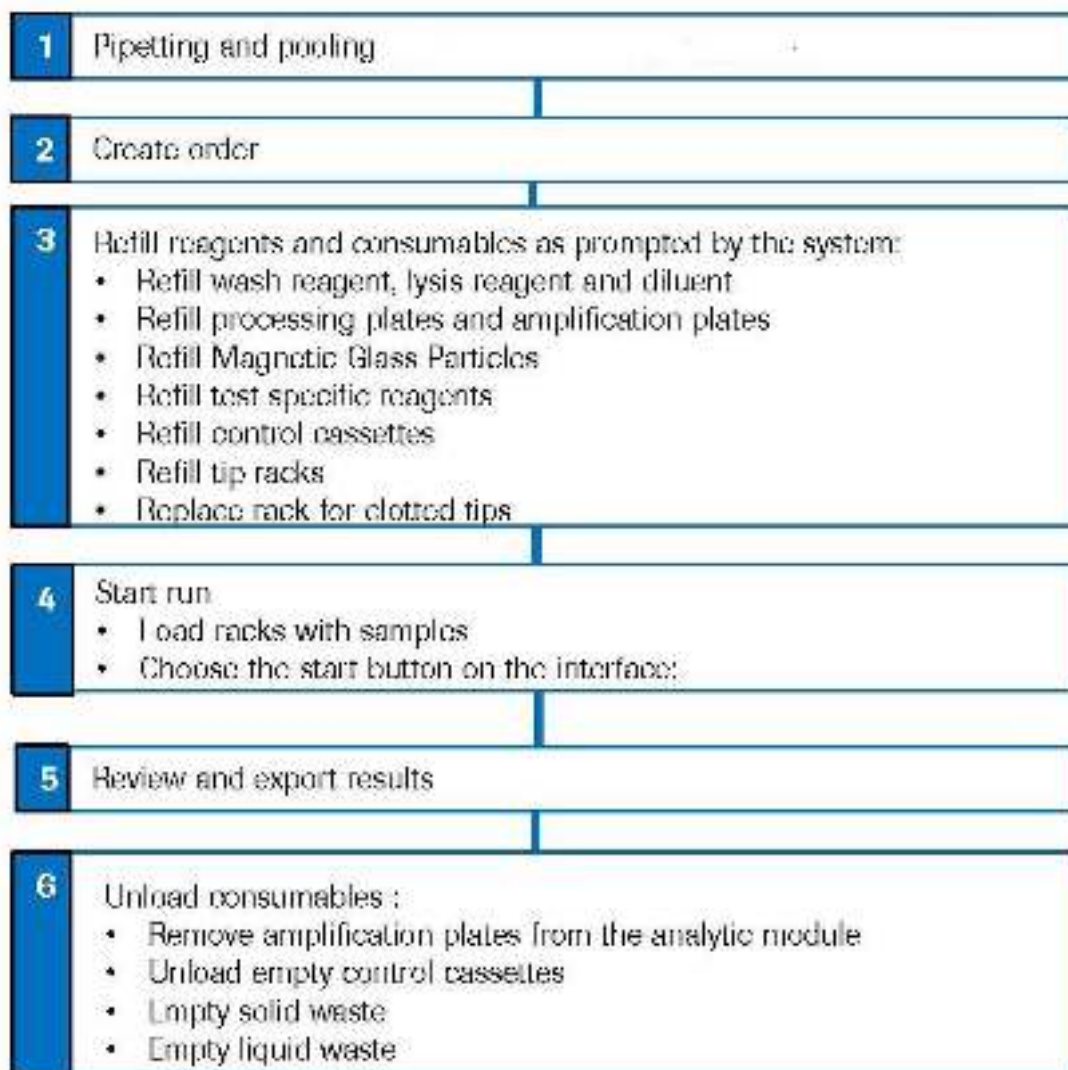 1 Pipetting and pooling
2 Create order
3 Refill reagents and consumables as prompted by the system:
• Refill wash reagent, lysis reagent and diluent
• Refill processing plates and amplification plates
• Refill Magnetic Glass Particles
• Refill test specific reagents
• Refill control cassettes
• Refill tip racks
• Replace rack for clotted tips
4 Start run
• Load racks with samples
• Choose the start button on the interface:
5 Review and export results
6 Unload consumables :
• Remove amplification plates from the analytic module
• Unload empty control cassettes
• Empty solid waste
• Empty liquid waste